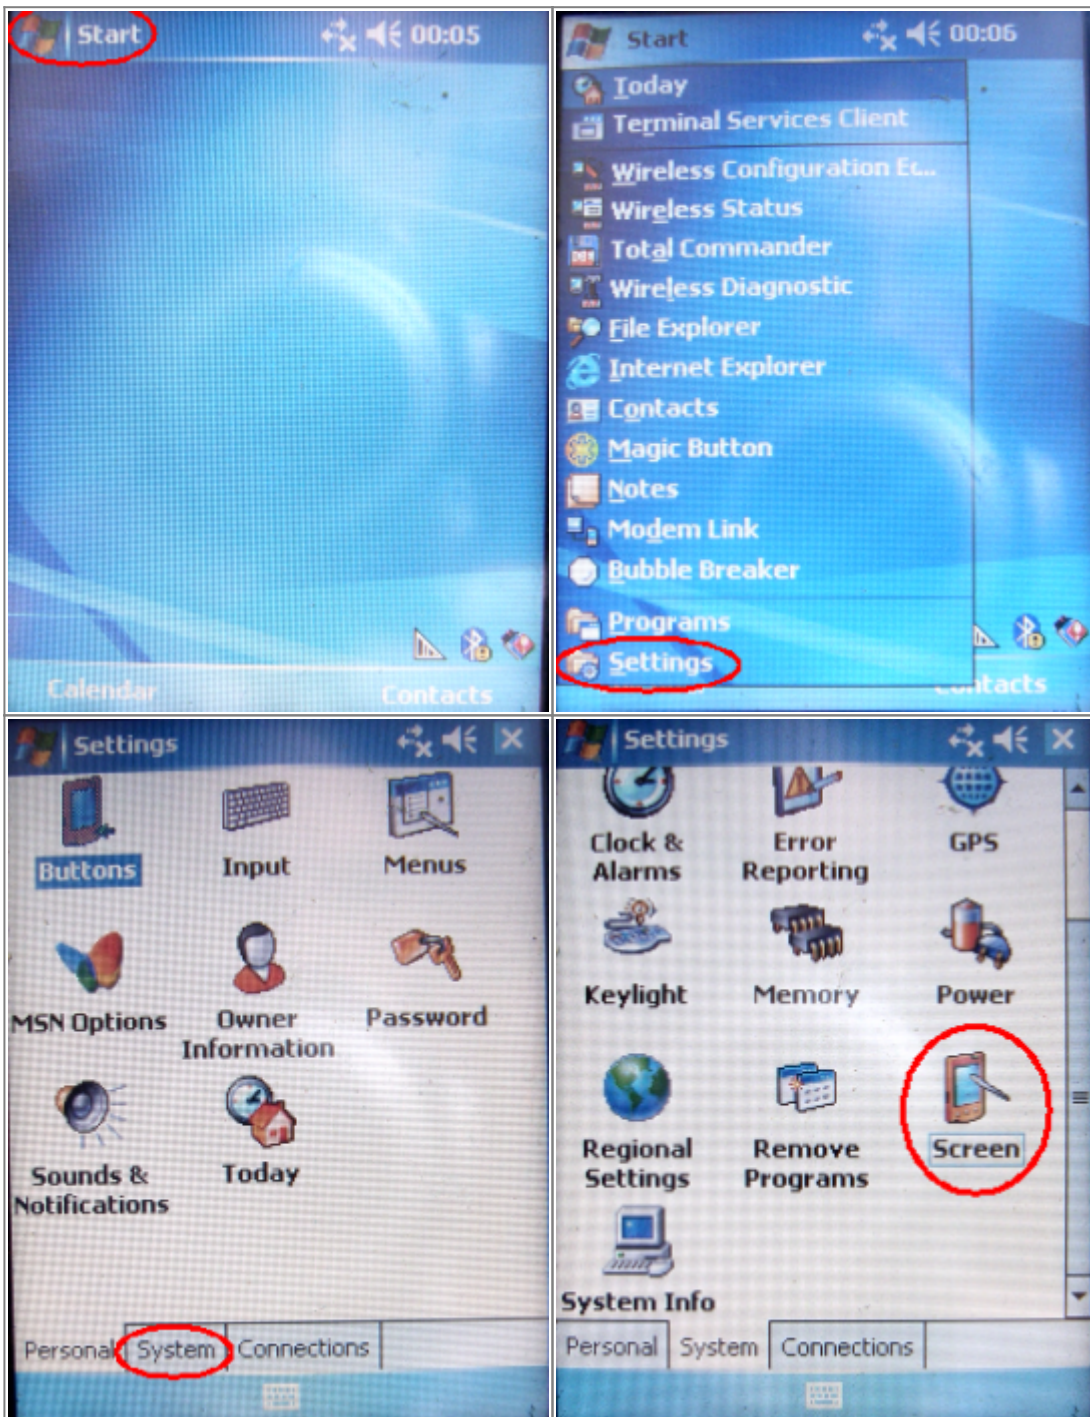 Start 00:05
Calendar Contacts
Start 00:06
Today
Terminal Services Client
Wireless Configuration Ec...
Wireless Status
Total Commander
Wireless Diagnostic
File Explorer
Internet Explorer
Contacts
Magic Button
Notes
Modem Link
Bubble Breaker
Programs
Settings
ntacts
Settings
Buttons Input Menus
MSN Options Owner Information Password
Sounds & Notifications Today
Personal System Connections
Settings
Clock & Alarms Error Reporting GPS
Keylight Memory Power
Regional Settings Remove Programs Screen
System Info
Personal System Connections